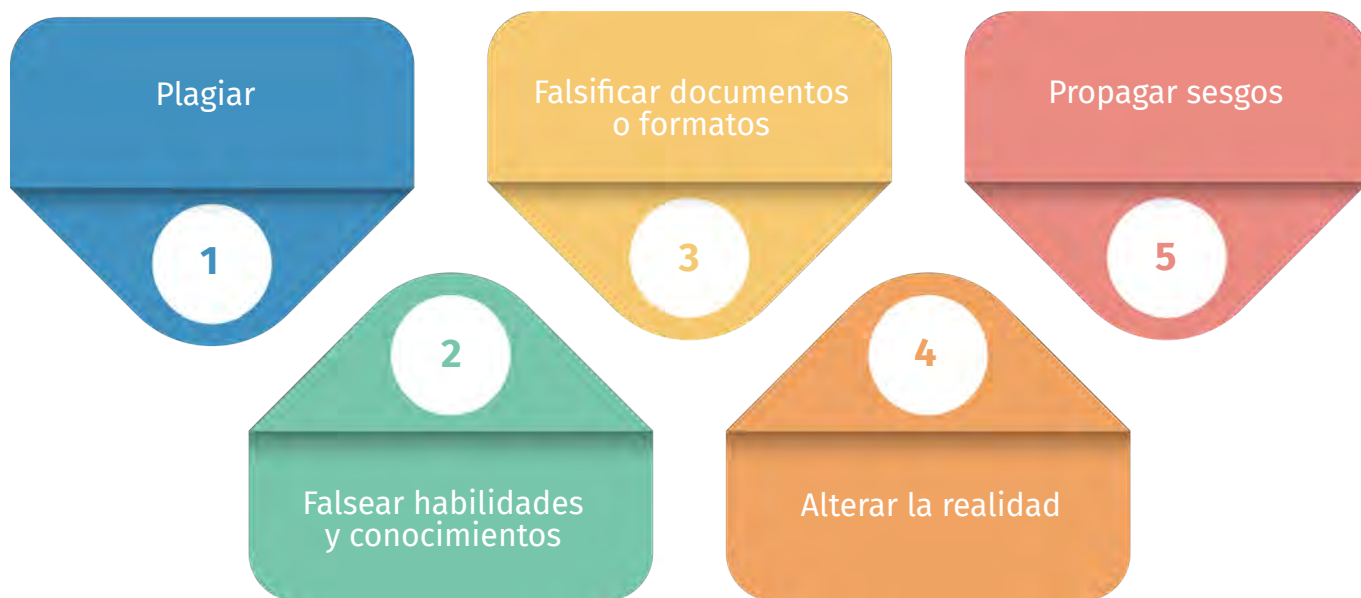 Plagiar
1
2
Falsear habilidades
y conocimientos
Falsificar documentos
o formatos
3
4
Alterar la realidad
Propagar sesgos
5